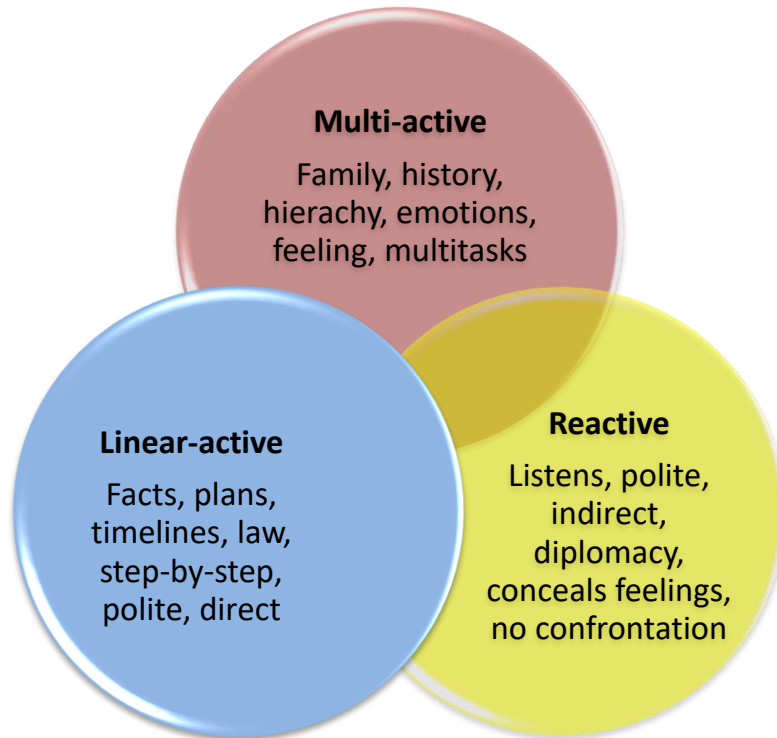 Multi-active
Family, history,
hierachy, emotions,
feeling, multitasks
Linear-active
Facts, plans,
timelines, law,
step-by-step,
polite, direct
Reactive
Listens, polite,
indirect,
diplomacy,
conceals feelings,
no confrontation